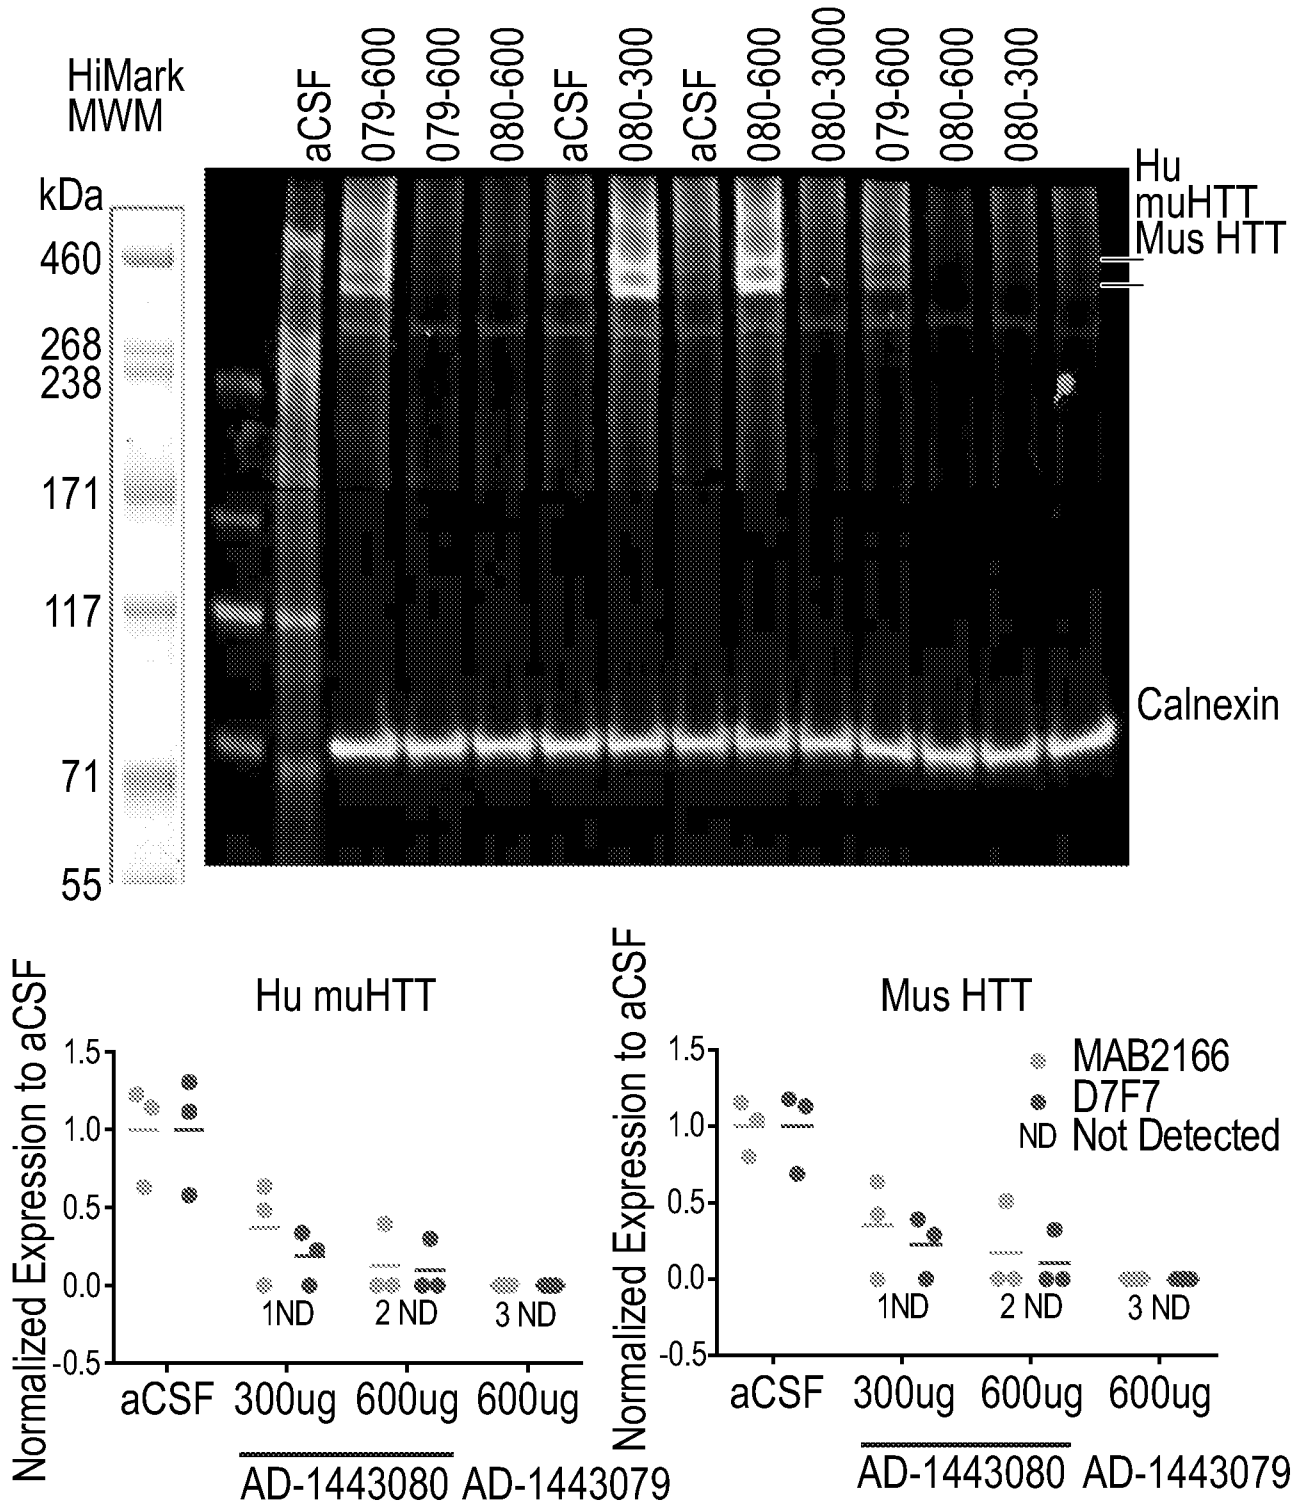 HiMark
MWM
aCSF
079-600
079-600
080-600
aCSF
080-300
aCSF
080-600
080-3000
079-600
080-600
080-300
kDa
460
268
238
171
117
71
55
Hu
muHTT
Mus HTT
Calnexin
Hu muHTT
Normalized Expression to aCSF
1.5
1.0
0.5
0.0
-0.5
1ND
2 ND
3 ND
aCSF
300ug
600ug
600ug
AD-1443080
AD-1443079
Mus HTT
Normalized Expression to aCSF
1.5
1.0
0.5
0.0
-0.5
MAB2166
D7F7
ND Not Detected
1ND
2 ND
3 ND
aCSF
300ug
600ug
600ug
AD-1443080
AD-1443079